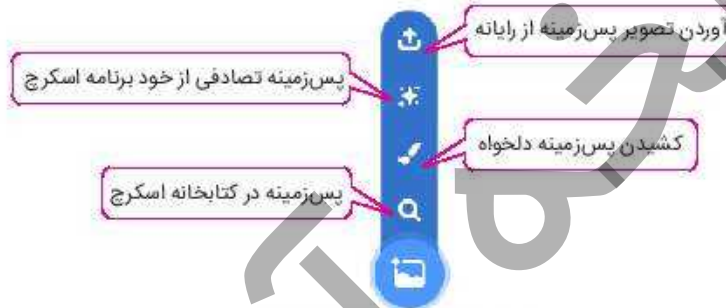 آوردن تصویر پس‌زمینه از رایانه
پس‌زمینه تصادفی از خود برنامه اسکرچ
کشیدن پس‌زمینه دلخواه
پس‌زمینه در کتابخانه اسکرچ